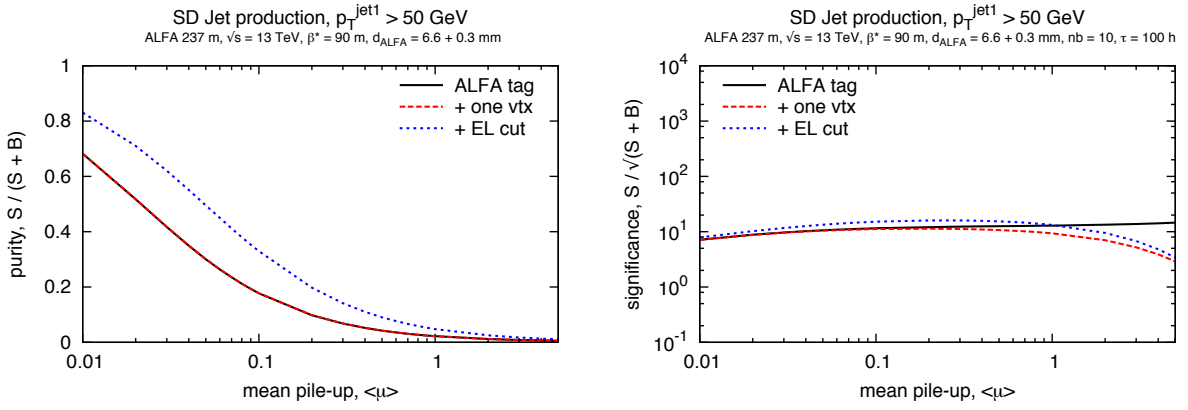 SD Jet production, p_T^jet1 > 50 GeV
ALFA 237 m, √s = 13 TeV, β* = 90 m, d_ALFA = 6.6 + 0.3 mm
purity, S / (S + B)
1
0.8
0.6
0.4
0.2
0
ALFA tag
+ one vtx
+ EL cut
0.01
0.1
1
mean pile-up, <μ>
SD Jet production, p_T^jet1 > 50 GeV
ALFA 237 m, √s = 13 TeV, β* = 90 m, d_ALFA = 6.6 + 0.3 mm, nb = 10, τ = 100 h
significance, S / √(S + B)
10^4
10^3
10^2
10^1
10^0
10^-1
ALFA tag
+ one vtx
+ EL cut
0.01
0.1
1
mean pile-up, <μ>